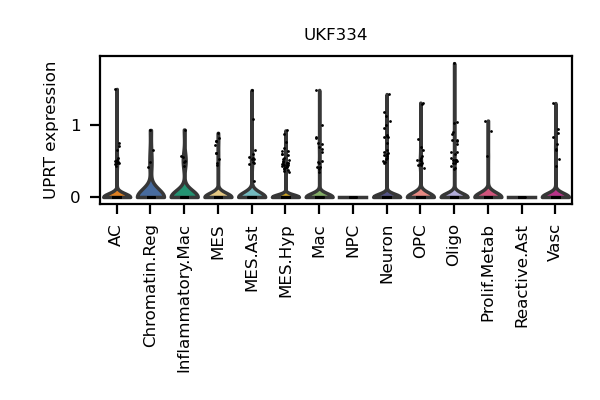 UKF334
UPRT expression
1
0
AC
Chromatin.Reg
Inflammatory.Mac
MES
MES.Ast
MES.Hyp
Mac
NPC
Neuron
OPC
Oligo
Prolif.Metab
Reactive.Ast
Vasc